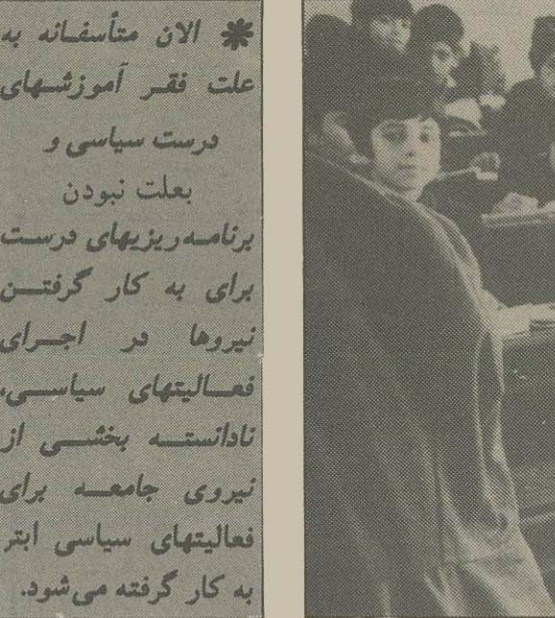 * الان متأسفانه به
علت فقر آموزشهای
درست سیاسی و
بعلت نبودن
برنامه‌ریزیهای درست
برای به کار گرفتن
نیروها در اجرای
فعالیتهای سیاسی،
نادانسته بخشی از
نیروی جامعه برای
فعالیتهای سیاسی ابتر
به کار گرفته می‌شود.